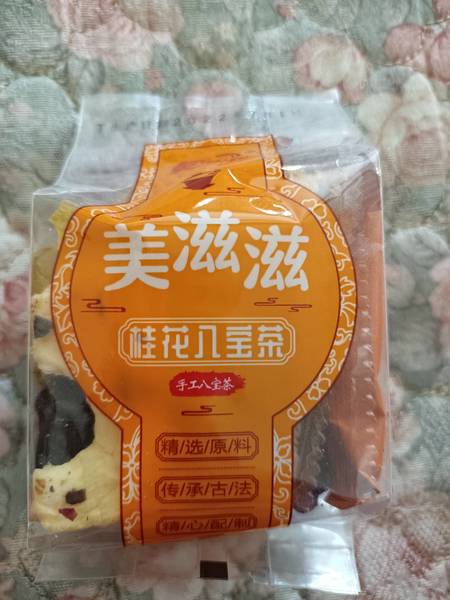 美滋滋
桂花八宝茶
手工八宝茶
精/选/原/料
传/承/古/法
精/心/配/制